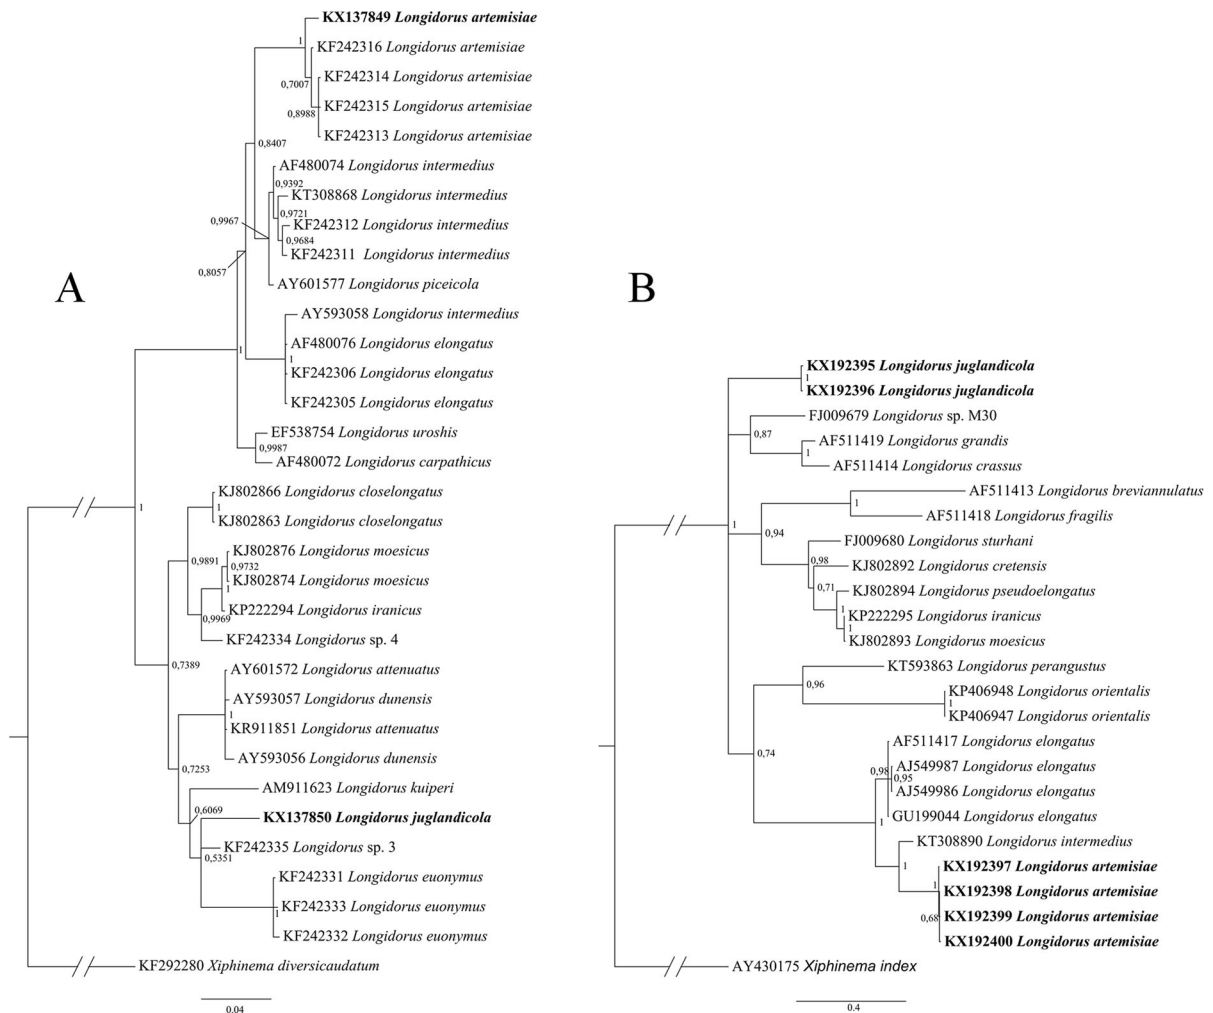 A
KX137849 Longidorus artemisiae
1
KF242316 Longidorus artemisiae
0,7007
KF242314 Longidorus artemisiae
0,8988
KF242315 Longidorus artemisiae
KF242313 Longidorus artemisiae
0,8407
AF480074 Longidorus intermedius
0,9392
KT308868 Longidorus intermedius
0,9721
0,9967
KF242312 Longidorus intermedius
0,9684
KF242311 Longidorus intermedius
0,8057
AY601577 Longidorus piceicola
AY593058 Longidorus intermedius
AF480076 Longidorus elongatus
1
1
KF242306 Longidorus elongatus
KF242305 Longidorus elongatus
EF538754 Longidorus uroshis
0,9987
AF480072 Longidorus carpathicus
KJ802866 Longidorus closelongatus
1
1
KJ802863 Longidorus closelongatus
KJ802876 Longidorus moesicus
0,9891
0,9732
KJ802874 Longidorus moesicus
1
KP222294 Longidorus iranicus
0,9969
KF242334 Longidorus sp. 4
0,7389
AY601572 Longidorus attenuatus
AY593057 Longidorus dunensis
1
KR911851 Longidorus attenuatus
AY593056 Longidorus dunensis
0,7253
AM911623 Longidorus kuiperi
0,6069
KX137850 Longidorus juglandicola
KF242335 Longidorus sp. 3
0,5351
KF242331 Longidorus euonymus
KF242333 Longidorus euonymus
1
KF242332 Longidorus euonymus
KF292280 Xiphinema diversicaudatum
0.04
B
KX192395 Longidorus juglandicola
1
KX192396 Longidorus juglandicola
FJ009679 Longidorus sp. M30
0,87
AF511419 Longidorus grandis
1
AF511414 Longidorus crassus
AF511413 Longidorus breviannulatus
1
AF511418 Longidorus fragilis
1
0,94
FJ009680 Longidorus sturhani
0,98
KJ802892 Longidorus cretensis
0,71
KJ802894 Longidorus pseudoelongatus
1
KP222295 Longidorus iranicus
1
KJ802893 Longidorus moesicus
KT593863 Longidorus perangustus
0,96
KP406948 Longidorus orientalis
1
KP406947 Longidorus orientalis
0,74
AF511417 Longidorus elongatus
AJ549987 Longidorus elongatus
0,98
0,95
AJ549986 Longidorus elongatus
GU199044 Longidorus elongatus
1
KT308890 Longidorus intermedius
1
KX192397 Longidorus artemisiae
1
KX192398 Longidorus artemisiae
0,68
KX192399 Longidorus artemisiae
KX192400 Longidorus artemisiae
AY430175 Xiphinema index
0.4